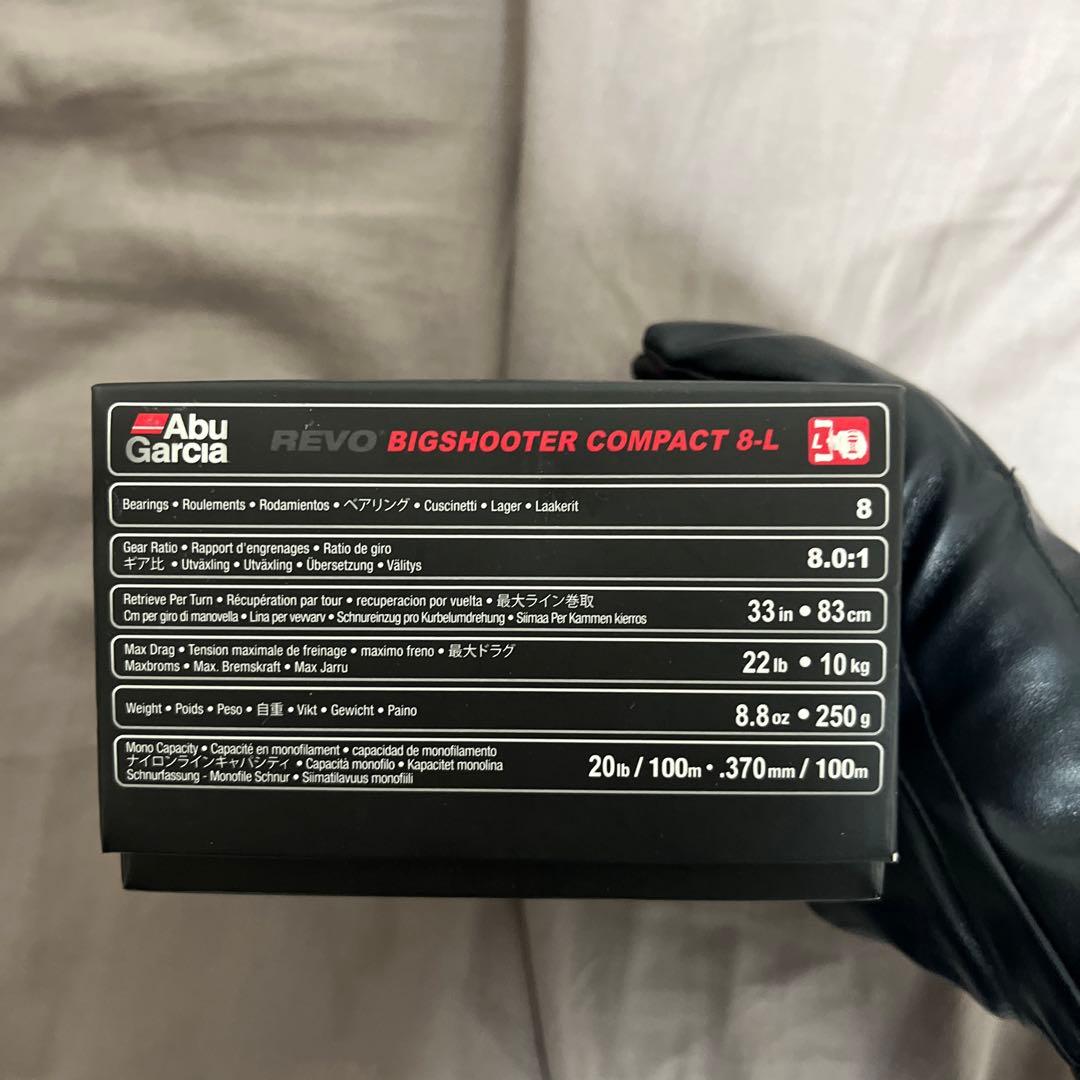 Abu Garcia
REVO® BIGSHOOTER COMPACT 8-L
L
Bearings • Roulements • Rodamientos • ベアリング • Cuscinetti • Lager • Laakerit
8
Gear Ratio • Rapport d'engrenages • Ratio de giro
ギア比 • Utväxling • Utväxling • Übersetzung • Välitys
8.0:1
Retrieve Per Turn • Récupération par tour • recuperacion por vuelta • 最大ライン巻取
Cm per giro di manovella • Lina per vevvarv • Schnureinzug pro Kurbelumdrehung • Siimaa Per Kammen kierros
33 in • 83 cm
Max Drag • Tension maximale de freinage • maximo freno • 最大ドラグ
Maxbroms • Max. Bremskraft • Max Jarru
22 lb • 10 kg
Weight • Poids • Peso • 自重 • Vikt • Gewicht • Paino
8.8 oz • 250 g
Mono Capacity • Capacité en monofilament • capacidad de monofilamento
ナイロンラインキャパシティ • Capacità monofilo • Kapacitet monolina
Schnurfassung - Monofile Schnur • Siimatilavuus monofiili
20lb / 100m • .370mm / 100m